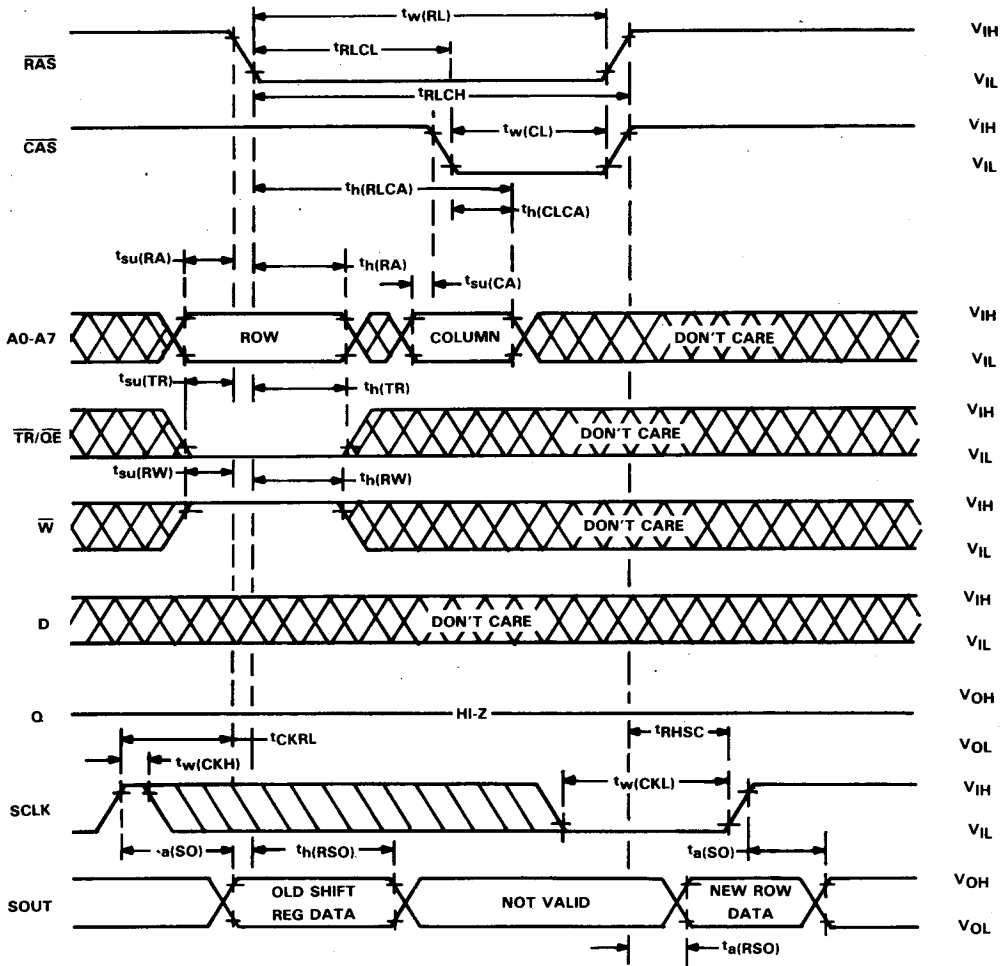 tw(RL)
VIH
tRLCL
RAS
VIL
tRLCH
tw(CL)
VIH
CAS
VIL
th(RLCA)
th(CLCA)
tsu(RA)
th(RA)
tsu(CA)
VIH
A0-A7
ROW
COLUMN
DON'T CARE
VIL
tsu(TR)
th(TR)
VIH
TR/QE
DON'T CARE
VIL
tsu(RW)
th(RW)
VIH
W
DON'T CARE
VIL
VIH
D
DON'T CARE
VIL
VOH
Q
HI-Z
tCKRL
tRHSC
VOL
tw(CKH)
tw(CKL)
VIH
SCLK
VIL
a(SO)
th(RSO)
ta(SO)
VOH
SOUT
OLD SHIFT
REG DATA
NOT VALID
NEW ROW
DATA
VOL
ta(RSO)